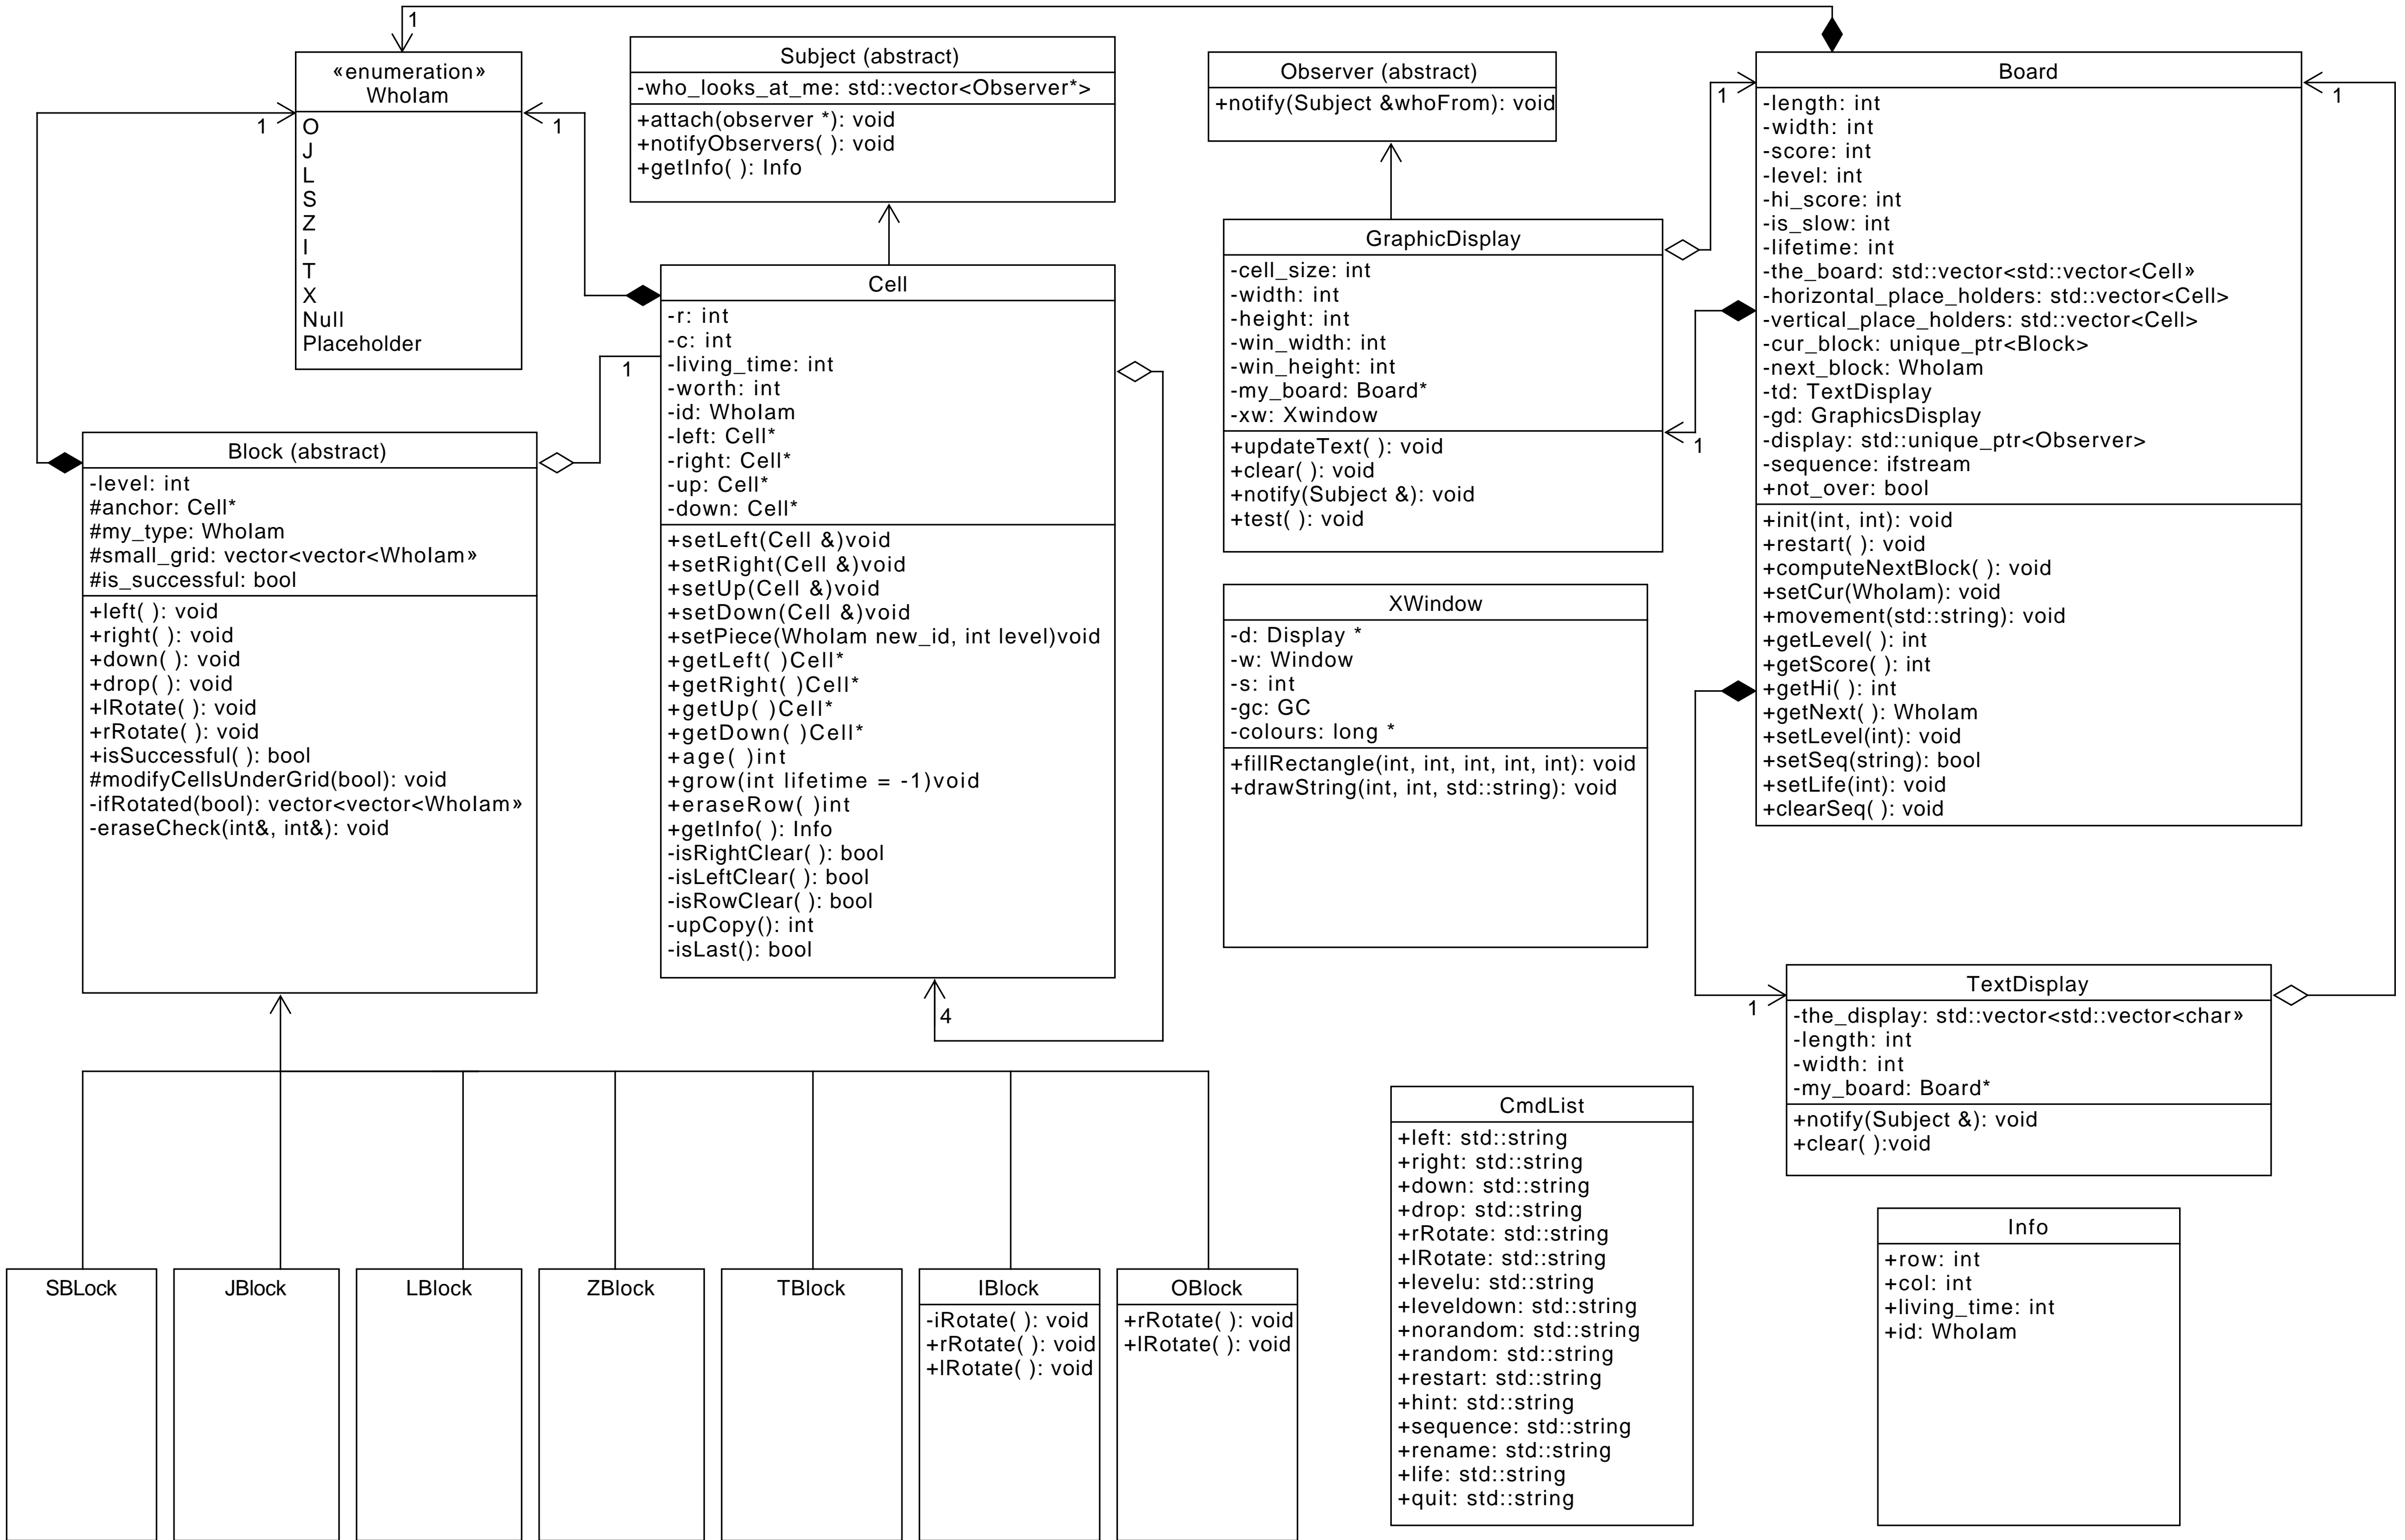 1
«enumeration»
WhoIam
O
J
L
S
Z
I
T
X
Null
Placeholder
1
1
Subject (abstract)
-who_looks_at_me: std::vector<Observer*>
+attach(observer *): void
+notifyObservers( ): void
+getInfo( ): Info
Observer (abstract)
+notify(Subject &whoFrom): void
Board
-length: int
-width: int
-score: int
-level: int
-hi_score: int
-is_slow: int
-lifetime: int
-the_board: std::vector<std::vector<Cell»
-horizontal_place_holders: std::vector<Cell>
-vertical_place_holders: std::vector<Cell>
-cur_block: unique_ptr<Block>
-next_block: WhoIam
-td: TextDisplay
-gd: GraphicsDisplay
-display: std::unique_ptr<Observer>
-sequence: ifstream
+not_over: bool
+init(int, int): void
+restart( ): void
+computeNextBlock( ): void
+setCur(WhoIam): void
+movement(std::string): void
+getLevel( ): int
+getScore( ): int
+getHi( ): int
+getNext( ): WhoIam
+setLevel(int): void
+setSeq(string): bool
+setLife(int): void
+clearSeq( ): void
1
1
GraphicDisplay
-cell_size: int
-width: int
-height: int
-win_width: int
-win_height: int
-my_board: Board*
-xw: Xwindow
+updateText( ): void
+clear( ): void
+notify(Subject &): void
+test( ): void
1
Cell
-r: int
-c: int
-living_time: int
-worth: int
-id: WhoIam
-left: Cell*
-right: Cell*
-up: Cell*
-down: Cell*
+setLeft(Cell &)void
+setRight(Cell &)void
+setUp(Cell &)void
+setDown(Cell &)void
+setPiece(WhoIam new_id, int level)void
+getLeft( )Cell*
+getRight( )Cell*
+getUp( )Cell*
+getDown( )Cell*
+age( )int
+grow(int lifetime = -1)void
+eraseRow( )int
+getInfo( ): Info
-isRightClear( ): bool
-isLeftClear( ): bool
-isRowClear( ): bool
-upCopy(): int
-isLast(): bool
1
4
Block (abstract)
-level: int
#anchor: Cell*
#my_type: WhoIam
#small_grid: vector<vector<WhoIam»
#is_successful: bool
+left( ): void
+right( ): void
+down( ): void
+drop( ): void
+lRotate( ): void
+rRotate( ): void
+isSuccessful( ): bool
#modifyCellsUnderGrid(bool): void
-ifRotated(bool): vector<vector<WhoIam»
-eraseCheck(int&, int&): void
XWindow
-d: Display *
-w: Window
-s: int
-gc: GC
-colours: long *
+fillRectangle(int, int, int, int, int): void
+drawString(int, int, std::string): void
1
TextDisplay
-the_display: std::vector<std::vector<char»
-length: int
-width: int
-my_board: Board*
+notify(Subject &): void
+clear( ):void
CmdList
+left: std::string
+right: std::string
+down: std::string
+drop: std::string
+rRotate: std::string
+lRotate: std::string
+levelu: std::string
+leveldown: std::string
+norandom: std::string
+random: std::string
+restart: std::string
+hint: std::string
+sequence: std::string
+rename: std::string
+life: std::string
+quit: std::string
Info
+row: int
+col: int
+living_time: int
+id: WhoIam
SBLock
JBlock
LBlock
ZBlock
TBlock
IBlock
-iRotate( ): void
+rRotate( ): void
+lRotate( ): void
OBlock
+rRotate( ): void
+lRotate( ): void